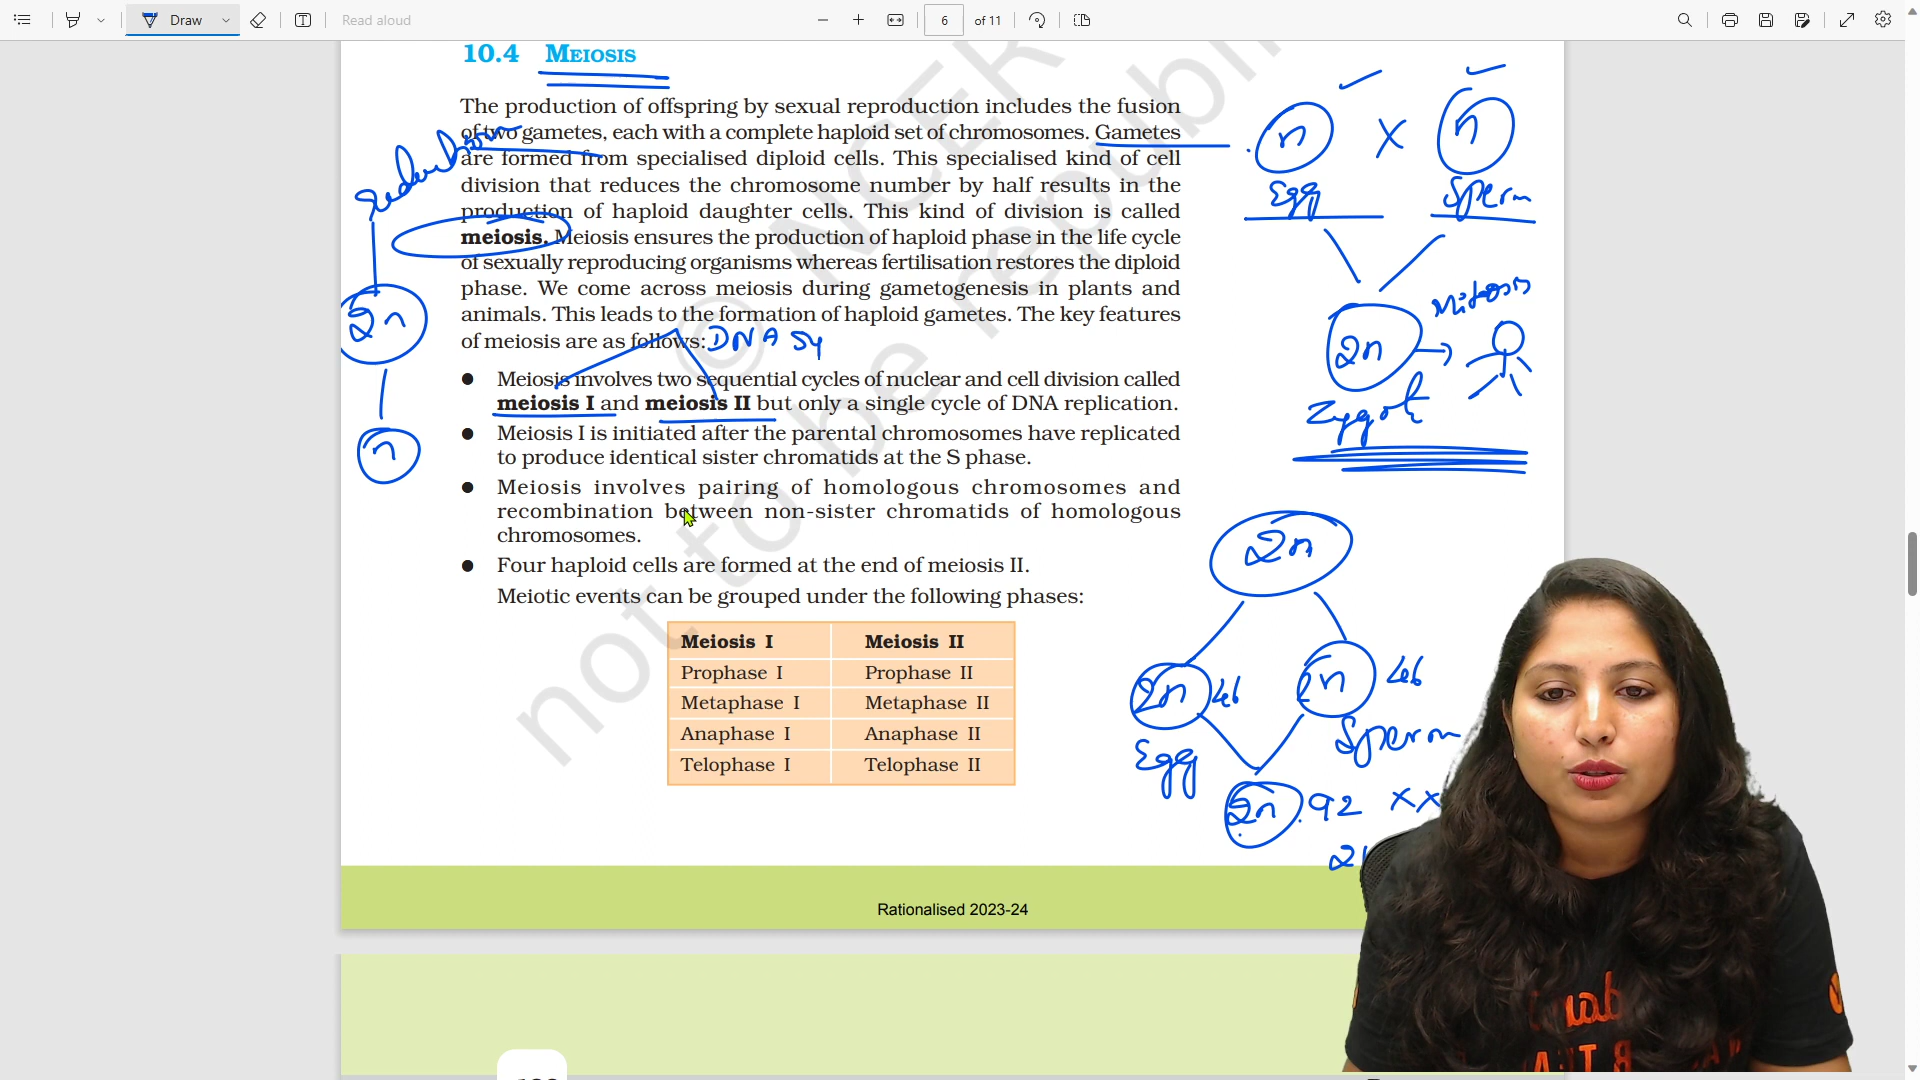 Draw
Read aloud
6 of 11
10.4 MEIOSIS
The production of offspring by sexual reproduction includes the fusion
of two gametes, each with a complete haploid set of chromosomes. Gametes
are formed from specialised diploid cells. This specialised kind of cell
division that reduces the chromosome number by half results in the
production of haploid daughter cells. This kind of division is called
meiosis. Meiosis ensures the production of haploid phase in the life cycle
of sexually reproducing organisms whereas fertilisation restores the diploid
phase. We come across meiosis during gametogenesis in plants and
animals. This leads to the formation of haploid gametes. The key features
of meiosis are as follows:
DNA Sy
● Meiosis involves two sequential cycles of nuclear and cell division called
meiosis I and meiosis II but only a single cycle of DNA replication.
● Meiosis I is initiated after the parental chromosomes have replicated
to produce identical sister chromatids at the S phase.
● Meiosis involves pairing of homologous chromosomes and
recombination between non-sister chromatids of homologous
chromosomes.
● Four haploid cells are formed at the end of meiosis II.
Meiotic events can be grouped under the following phases:
Meiosis I Meiosis II
Prophase I Prophase II
Metaphase I Metaphase II
Anaphase I Anaphase II
Telophase I Telophase II
Rationalised 2023-24
© NCER
not to be republi
reduction
2n
n
n X n
Egg Sperm
2n → Mitosis
Zygote
2n
2n 46 2n 46
Egg Sperm
2n 92 XX